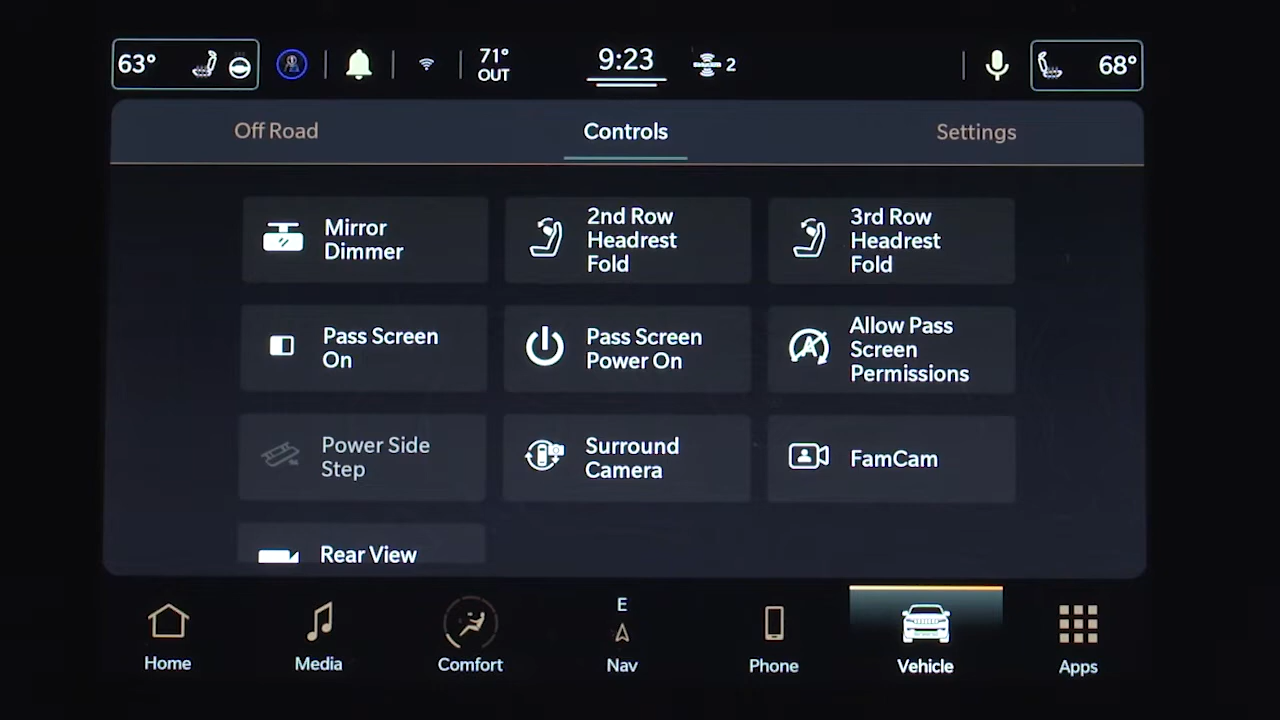 63°
71°
OUT
9:23
2
68°
Off Road
Controls
Settings
Mirror
Dimmer
2nd Row
Headrest
Fold
3rd Row
Headrest
Fold
Pass Screen
On
Pass Screen
Power On
Allow Pass
Screen
Permissions
Power Side
Step
Surround
Camera
FamCam
Rear View
Home
Media
Comfort
E
Nav
Phone
Vehicle
Apps